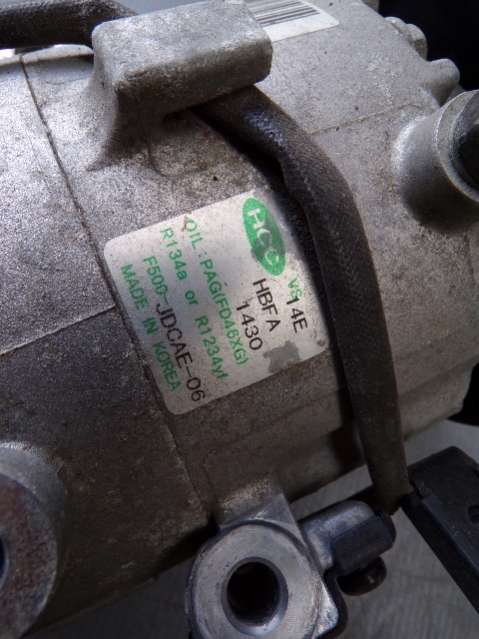 HCC VS14E
HBFA
1430
OIL : PAG(FD46XG)
R134a or R1234yf
F500-JDCAE-06
MADE IN KOREA